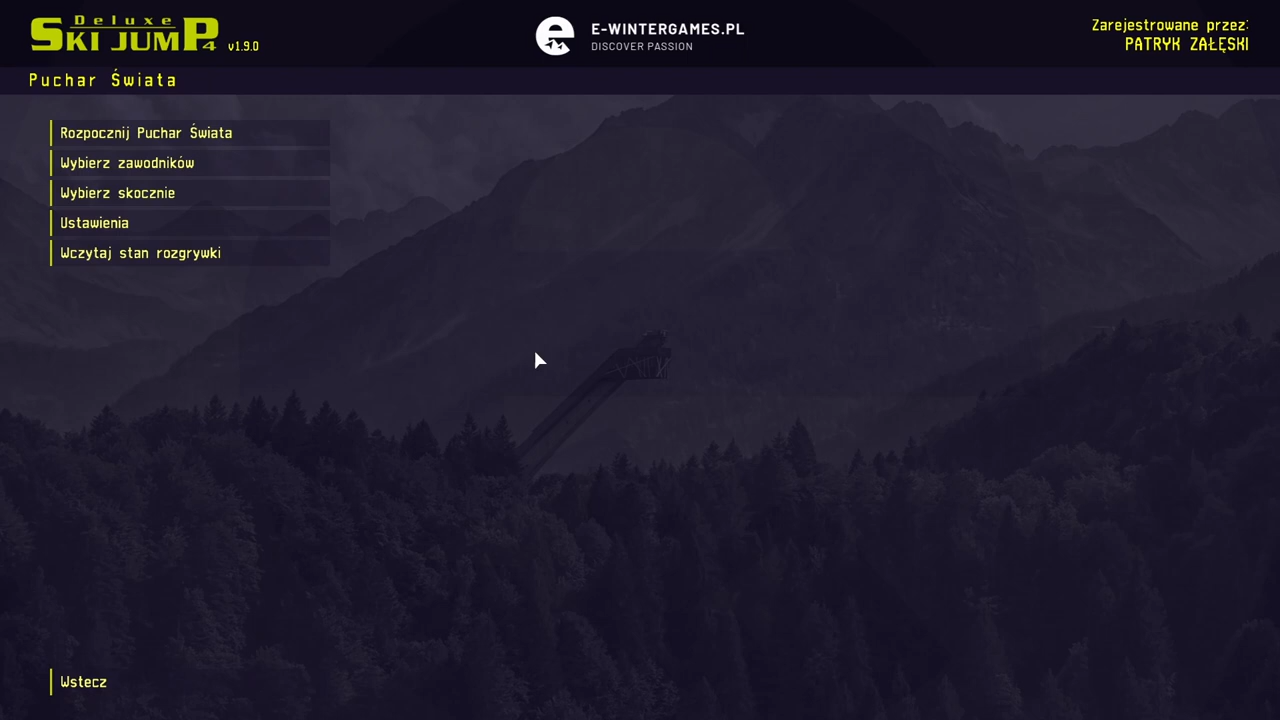 Deluxe
SKI JUMP 4 v1.9.0
E-WINTERGAMES.PL
DISCOVER PASSION
Zarejestrowane przez:
PATRYK ZAŁĘSKI
Puchar Świata
Rozpocznij Puchar Świata
Wybierz zawodników
Wybierz skocznie
Ustawienia
Wczytaj stan rozgrywki
Wstecz